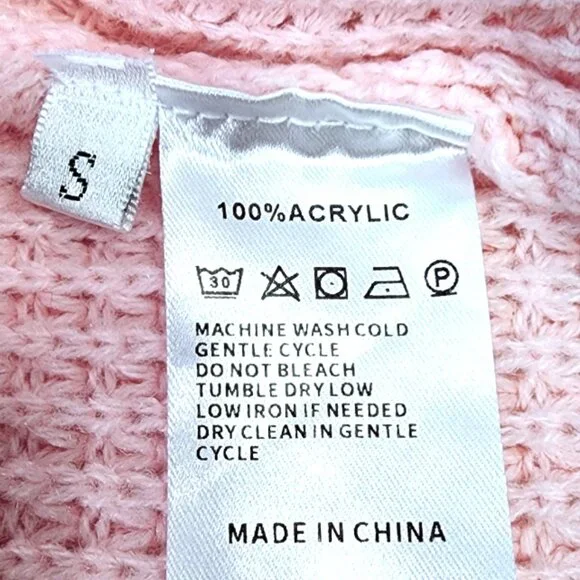 S
100%ACRYLIC
30 P
MACHINE WASH COLD
GENTLE CYCLE
DO NOT BLEACH
TUMBLE DRY LOW
LOW IRON IF NEEDED
DRY CLEAN IN GENTLE
CYCLE
MADE IN CHINA